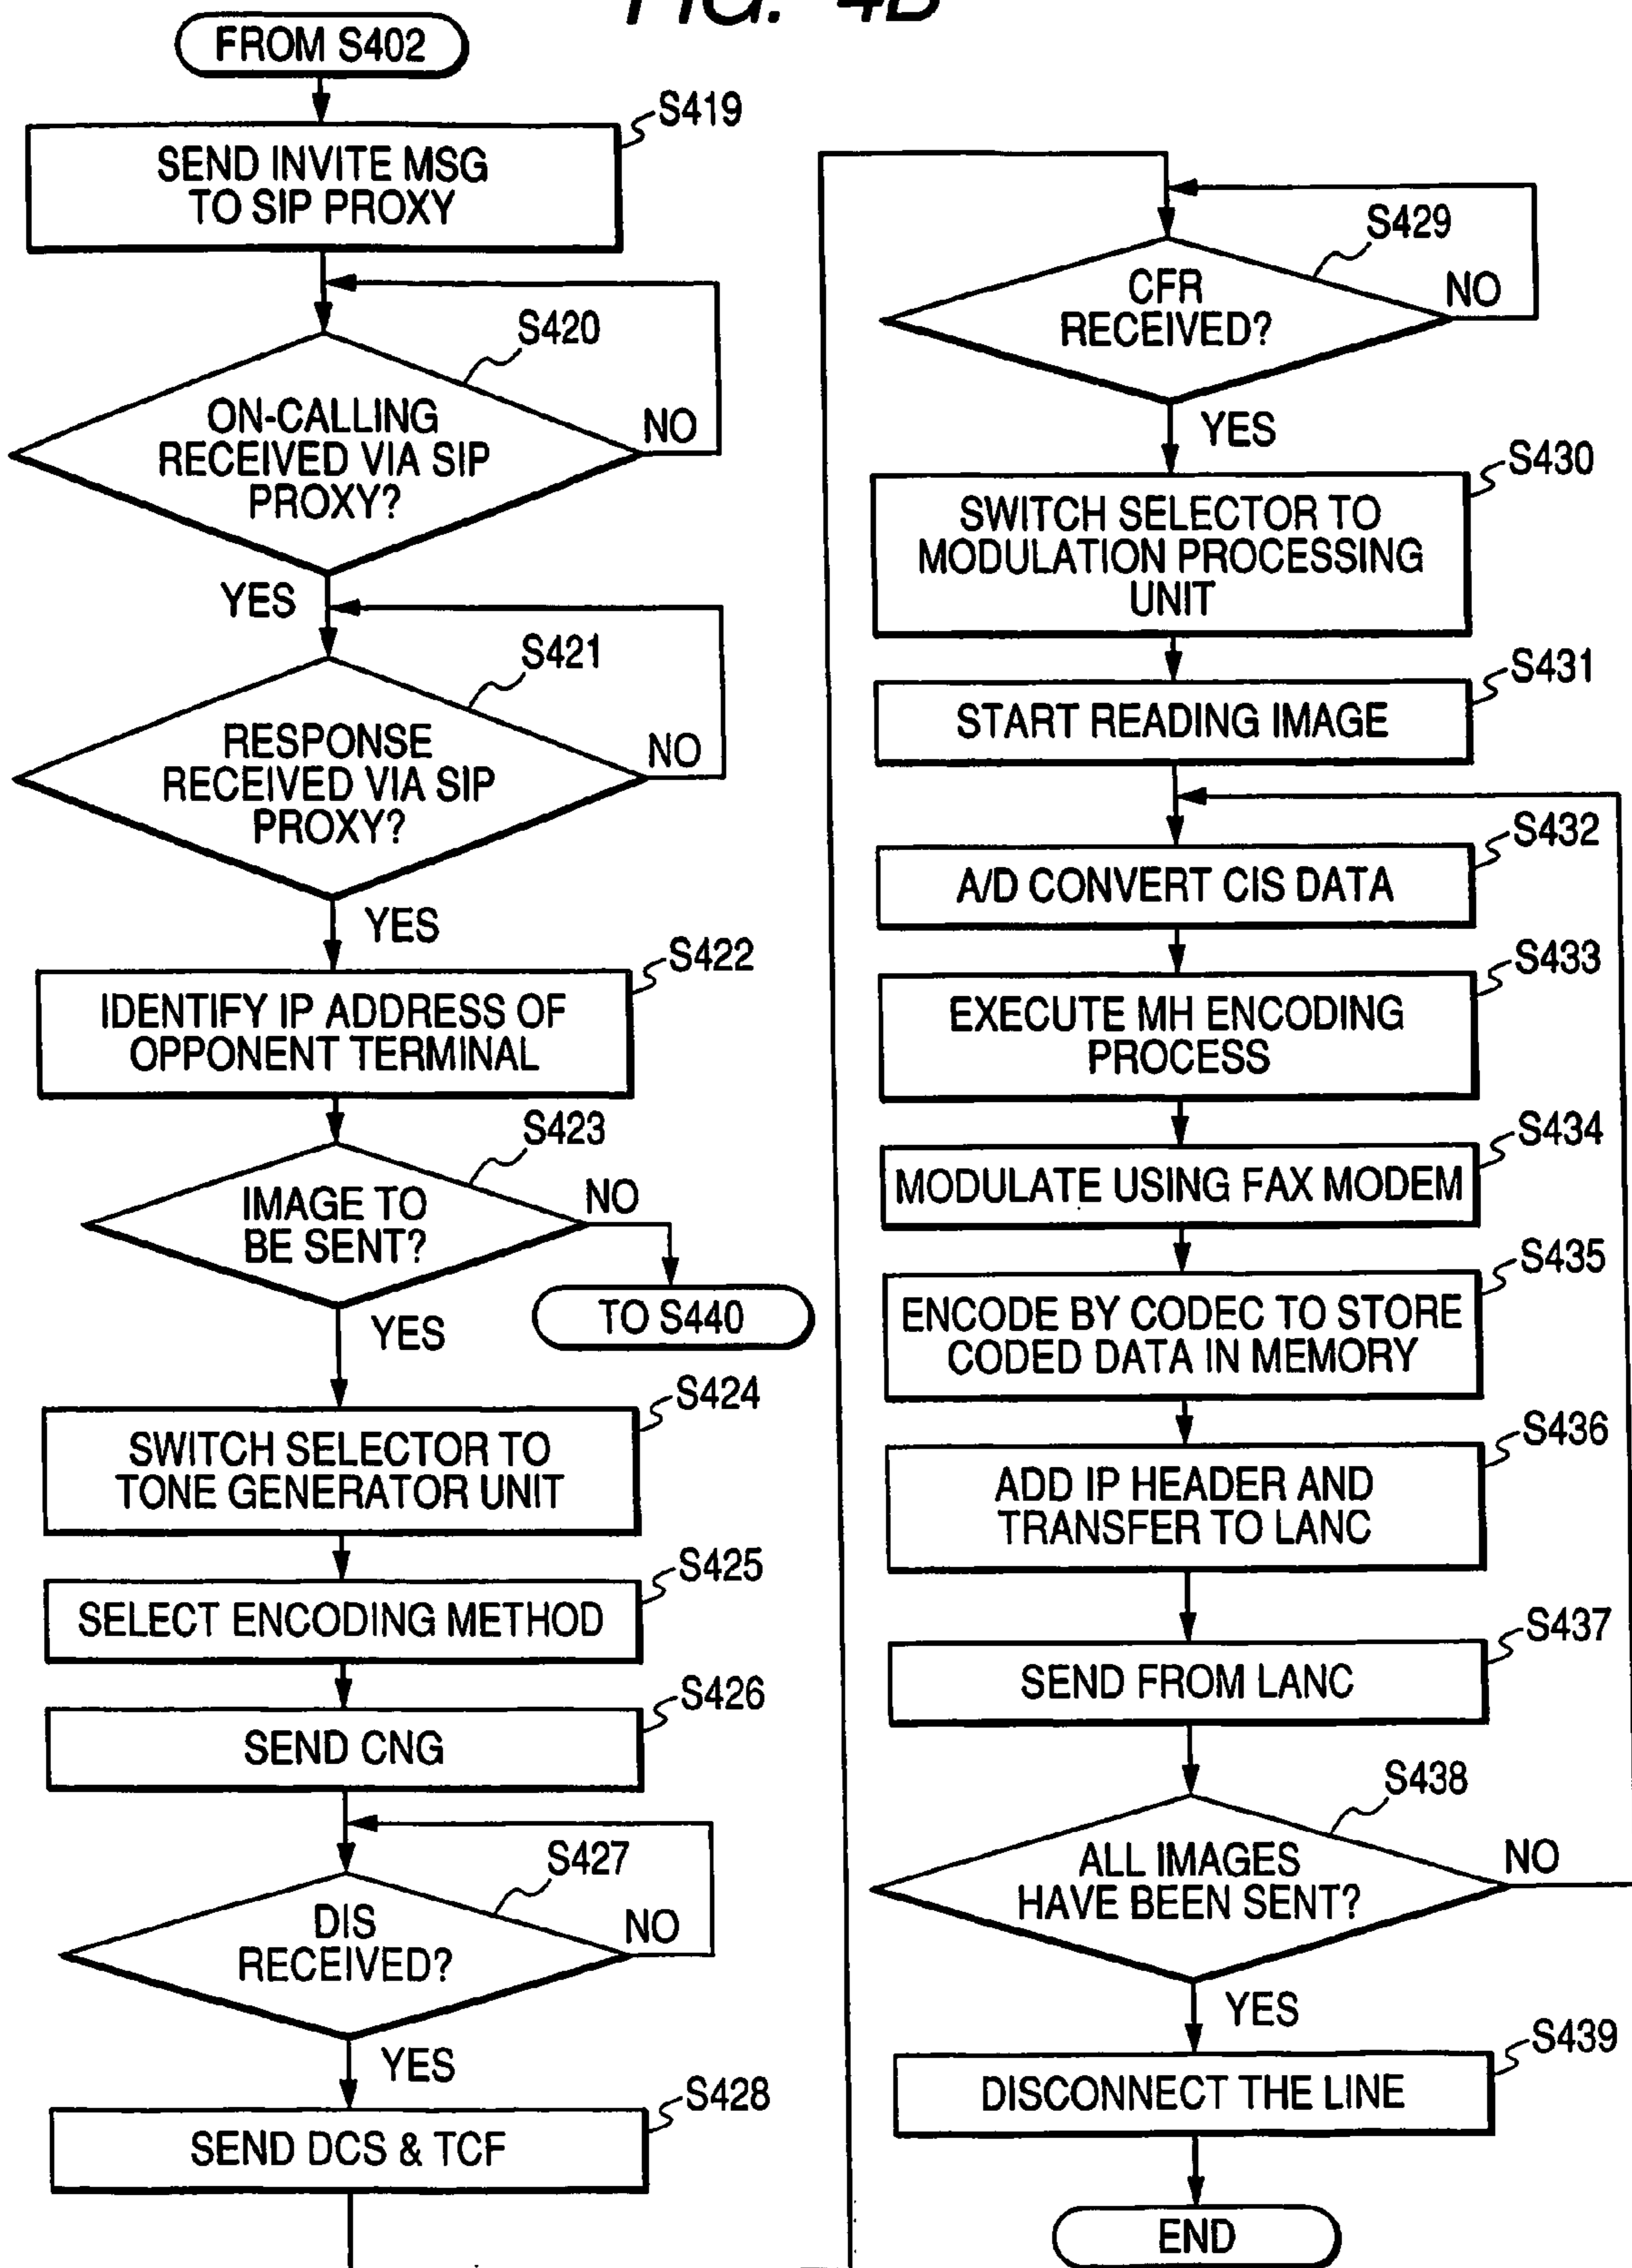 FIG. 4B
FROM S402
S419
SEND INVITE MSG
TO SIP PROXY
S420
ON-CALLING
RECEIVED VIA SIP
PROXY?
NO
YES
S421
RESPONSE
RECEIVED VIA SIP
PROXY?
NO
YES
S422
IDENTIFY IP ADDRESS OF
OPPONENT TERMINAL
S423
IMAGE TO
BE SENT?
NO
TO S440
YES
S424
SWITCH SELECTOR TO
TONE GENERATOR UNIT
S425
SELECT ENCODING METHOD
S426
SEND CNG
S427
DIS
RECEIVED?
NO
YES
S428
SEND DCS & TCF
S429
CFR
RECEIVED?
NO
YES
S430
SWITCH SELECTOR TO
MODULATION PROCESSING
UNIT
S431
START READING IMAGE
S432
A/D CONVERT CIS DATA
S433
EXECUTE MH ENCODING
PROCESS
S434
MODULATE USING FAX MODEM
S435
ENCODE BY CODEC TO STORE
CODED DATA IN MEMORY
S436
ADD IP HEADER AND
TRANSFER TO LANC
S437
SEND FROM LANC
S438
ALL IMAGES
HAVE BEEN SENT?
NO
YES
S439
DISCONNECT THE LINE
END